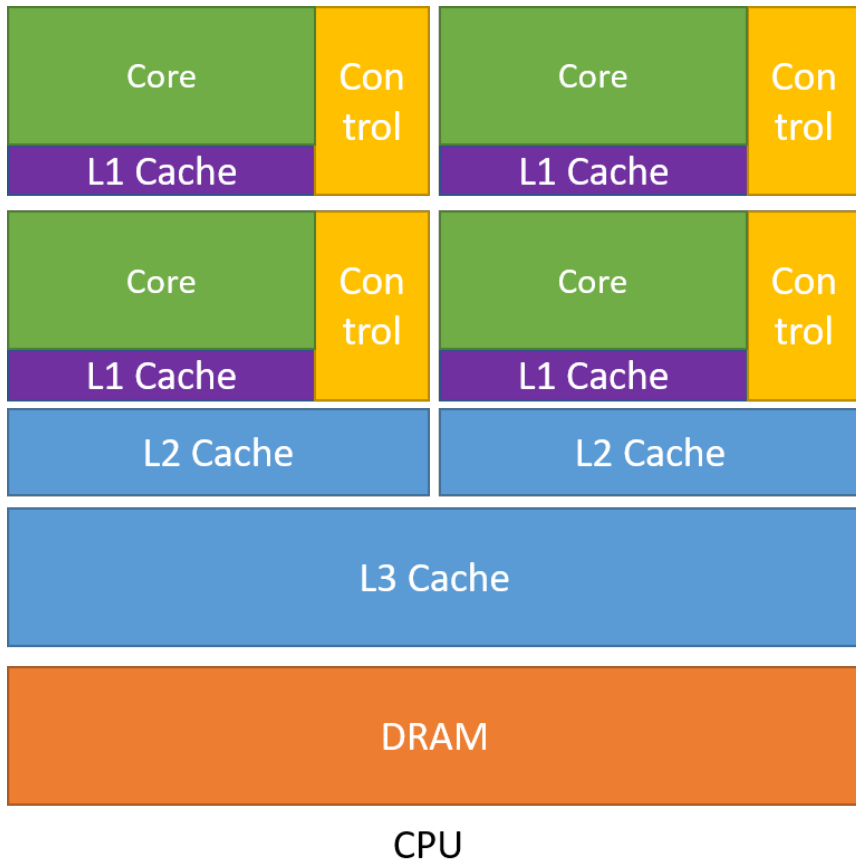 Core
Con
trol
L1 Cache
Core
Con
trol
L1 Cache
Core
Con
trol
L1 Cache
Core
Con
trol
L1 Cache
L2 Cache
L2 Cache
L3 Cache
DRAM
CPU